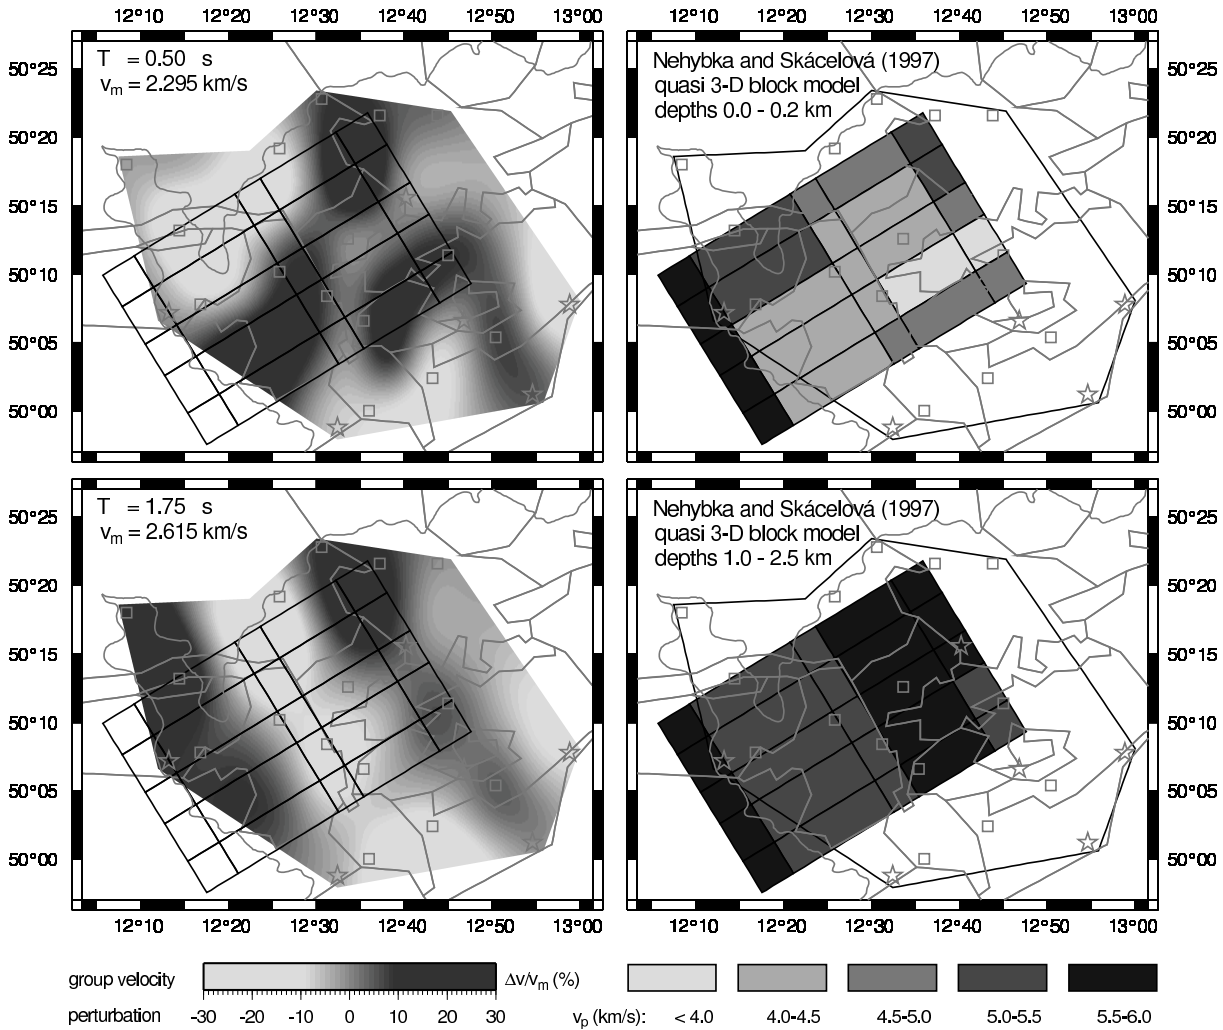 12°10 12°20 12°30 12°40 12°50 13°00
12°10 12°20 12°30 12°40 12°50 13°00
T = 0.50 s
vm = 2.295 km/s
50°25
50°20
50°15
50°10
50°05
50°00
Nehybka and Skácelová (1997)
quasi 3-D block model
depths 0.0 - 0.2 km
50°25
50°20
50°15
50°10
50°05
50°00
T = 1.75 s
vm = 2.615 km/s
50°25
50°20
50°15
50°10
50°05
50°00
Nehybka and Skácelová (1997)
quasi 3-D block model
depths 1.0 - 2.5 km
50°25
50°20
50°15
50°10
50°05
50°00
12°10 12°20 12°30 12°40 12°50 13°00
12°10 12°20 12°30 12°40 12°50 13°00
group velocity
Δv/vm (%)
perturbation
-30 -20 -10 0 10 20 30
vp (km/s): < 4.0 4.0-4.5 4.5-5.0 5.0-5.5 5.5-6.0